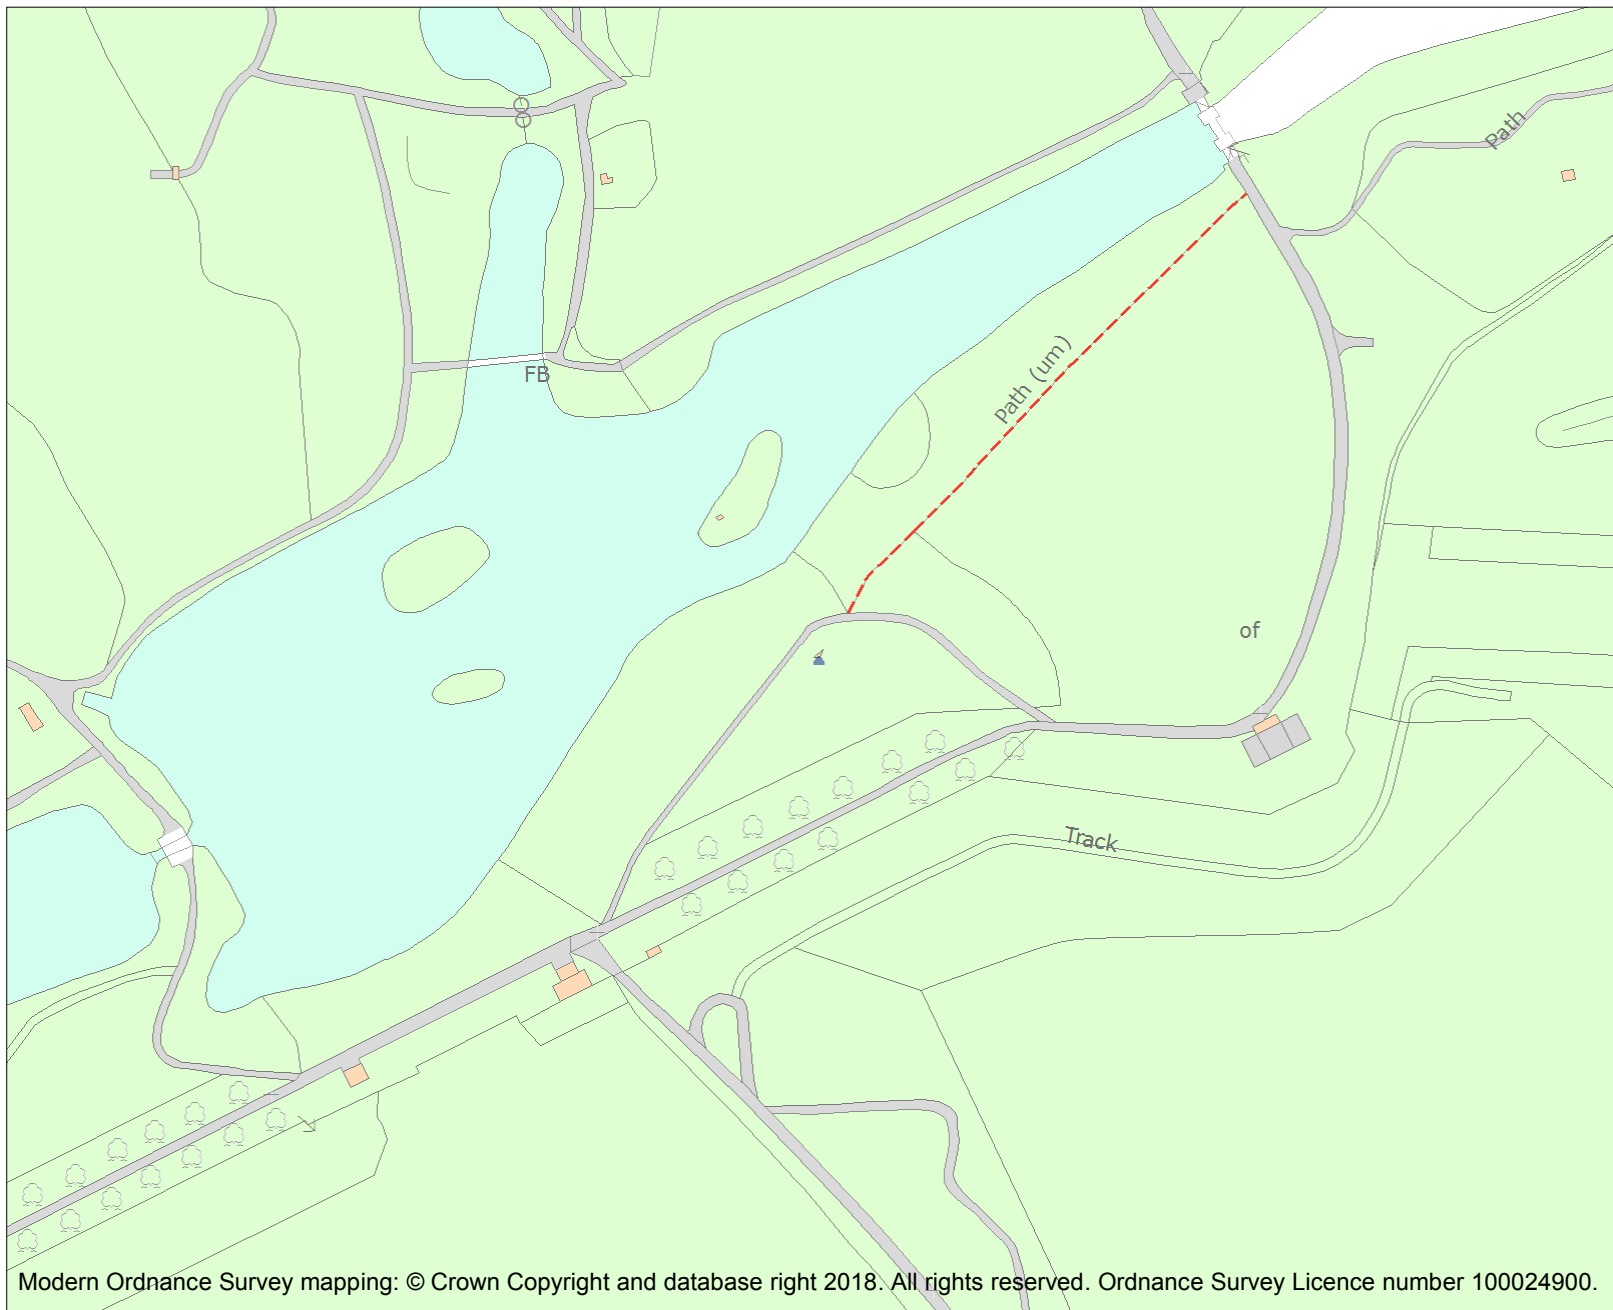 Path
FB
Path (um)
of
Track
Modern Ordnance Survey mapping: © Crown Copyright and database right 2018. All rights reserved. Ordnance Survey Licence number 100024900.